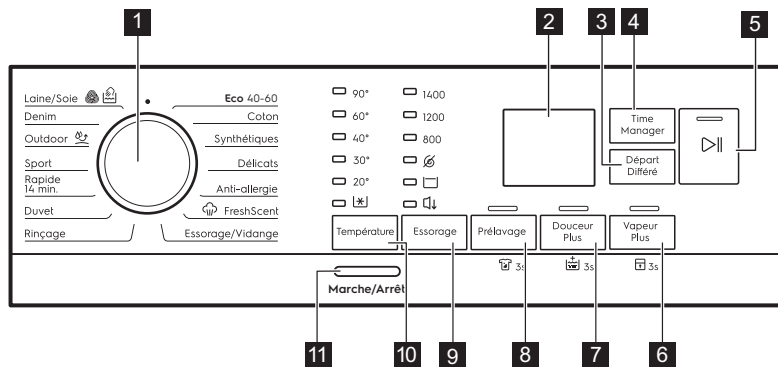 1
2
3
4
5
Laine/Soie
Denim
Outdoor
Sport
Rapide
14 min.
Duvet
Rinçage
Eco 40-60
Coton
Synthétiques
Délicats
Anti-allergie
FreshScent
Essorage/Vidange
90°
60°
40°
30°
20°
1400
1200
800
Time
Manager
Départ
Différé
Température
Essorage
Prélavage
Douceur
Plus
Vapeur
Plus
3s
3s
3s
Marche/Arrêt
11
10
9
8
7
6